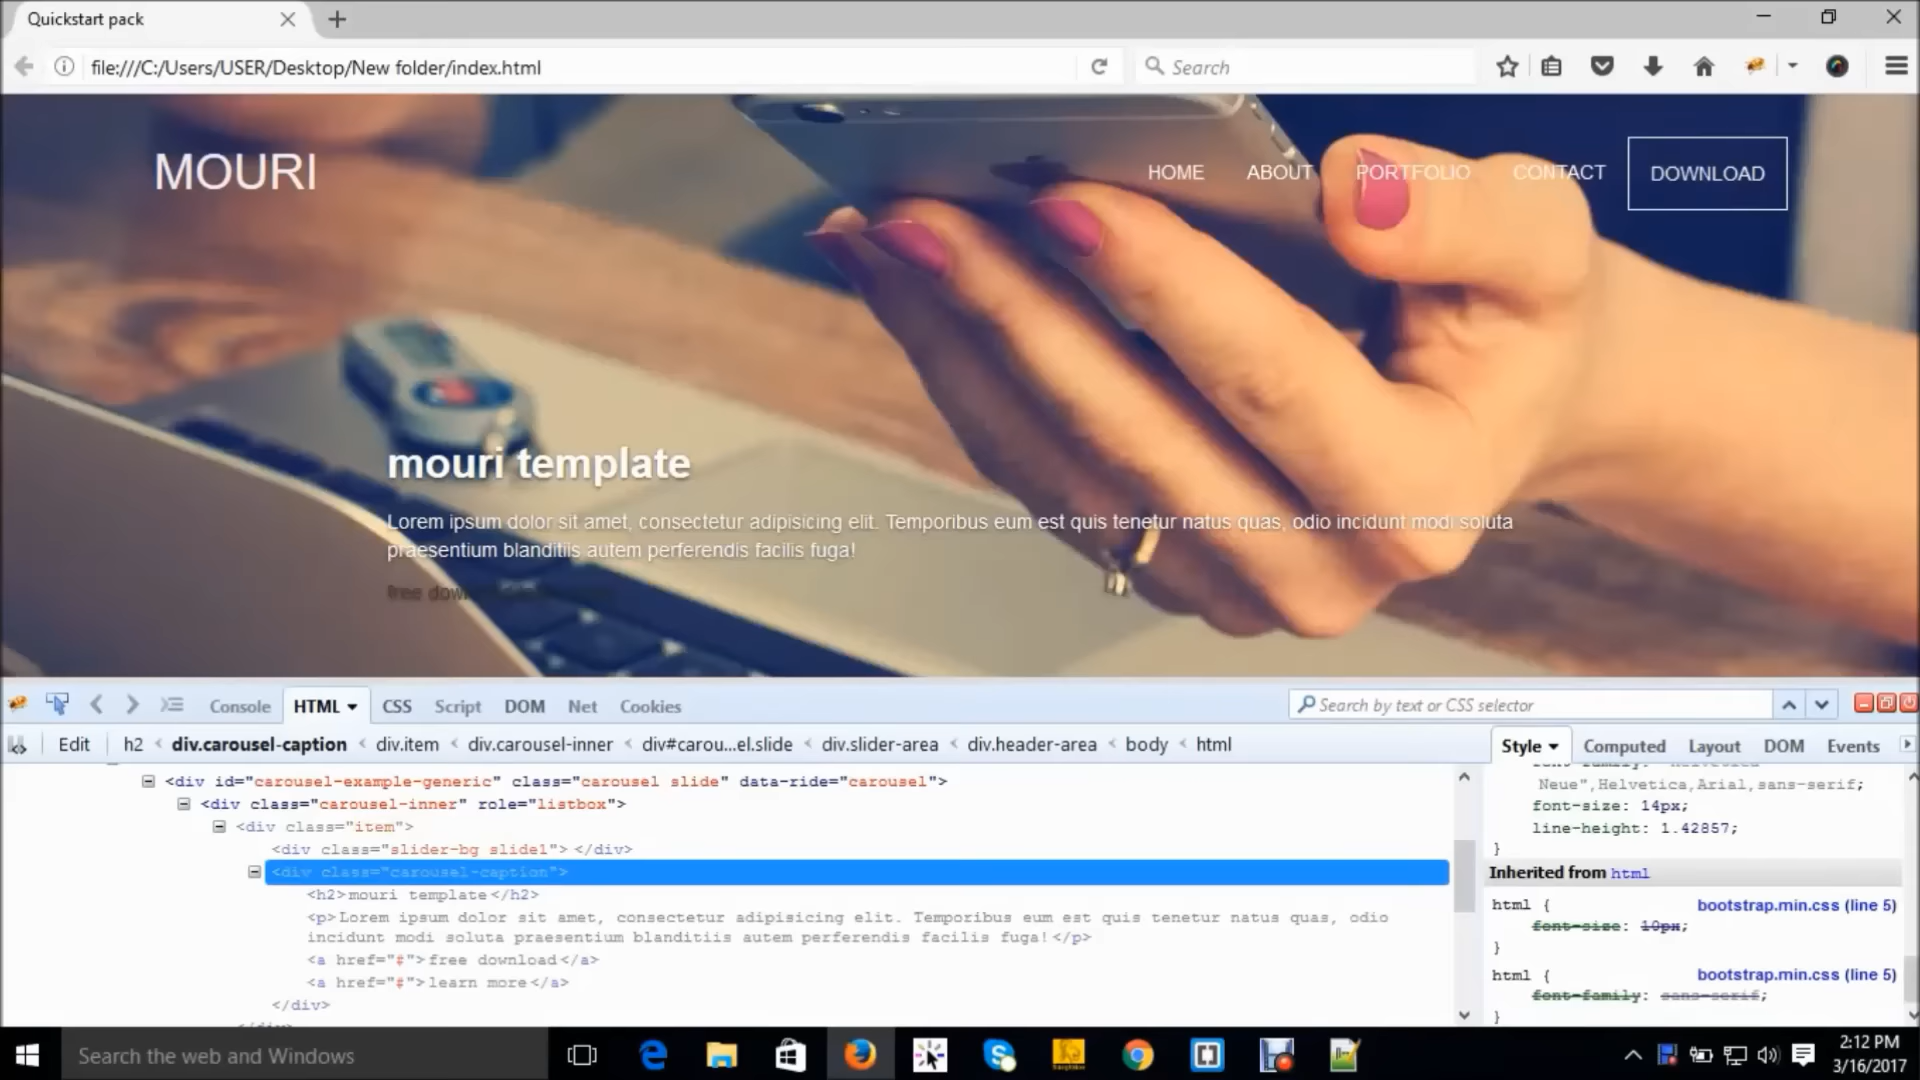 Quickstart pack
file:///C:/Users/USER/Desktop/New folder/index.html
Search
MOURI
HOME ABOUT PORTFOLIO CONTACT DOWNLOAD
mouri template
Lorem ipsum dolor sit amet, consectetur adipisicing elit. Temporibus eum est quis tenetur natus quas, odio incidunt modi soluta
praesentium blanditiis autem perferendis facilis fuga!
free
Console HTML CSS Script DOM Net Cookies
Search by text or CSS selector
Edit h2 < div.carousel-caption < div.item < div.carousel-inner < div#carou...el.slide < div.slider-area < div.header-area < body < html
Style Computed Layout DOM Events
<div id="carousel-example-generic" class="carousel slide" data-ride="carousel">
<div class="carousel-inner" role="listbox">
<div class="item">
<div class="slider-bg slide1"> </div>
<div class="carousel-caption">
<h2>mouri template</h2>
<p>Lorem ipsum dolor sit amet, consectetur adipisicing elit. Temporibus eum est quis tenetur natus quas, odio
incidunt modi soluta praesentium blanditiis autem perferendis facilis fuga!</p>
<a href="#">free download</a>
<a href="#">learn more</a>
</div>
Neue",Helvetica,Arial,sans-serif;
font-size: 14px;
line-height: 1.42857;
}
Inherited from html
html { bootstrap.min.css (line 5)
font-size: 10px;
}
html { bootstrap.min.css (line 5)
font-family: sans-serif;
}
Search the web and Windows
2:12 PM
3/16/2017